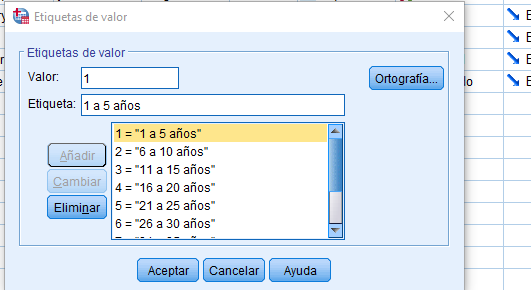 Etiquetas de valor
Etiquetas de valor
Valor:
1
Ortografía...
Etiqueta:
1 a 5 años
1 = "1 a 5 años"
2 = "6 a 10 años"
3 = "11 a 15 años"
4 = "16 a 20 años"
5 = "21 a 25 años"
6 = "26 a 30 años"
Añadir
Cambiar
Eliminar
Aceptar
Cancelar
Ayuda